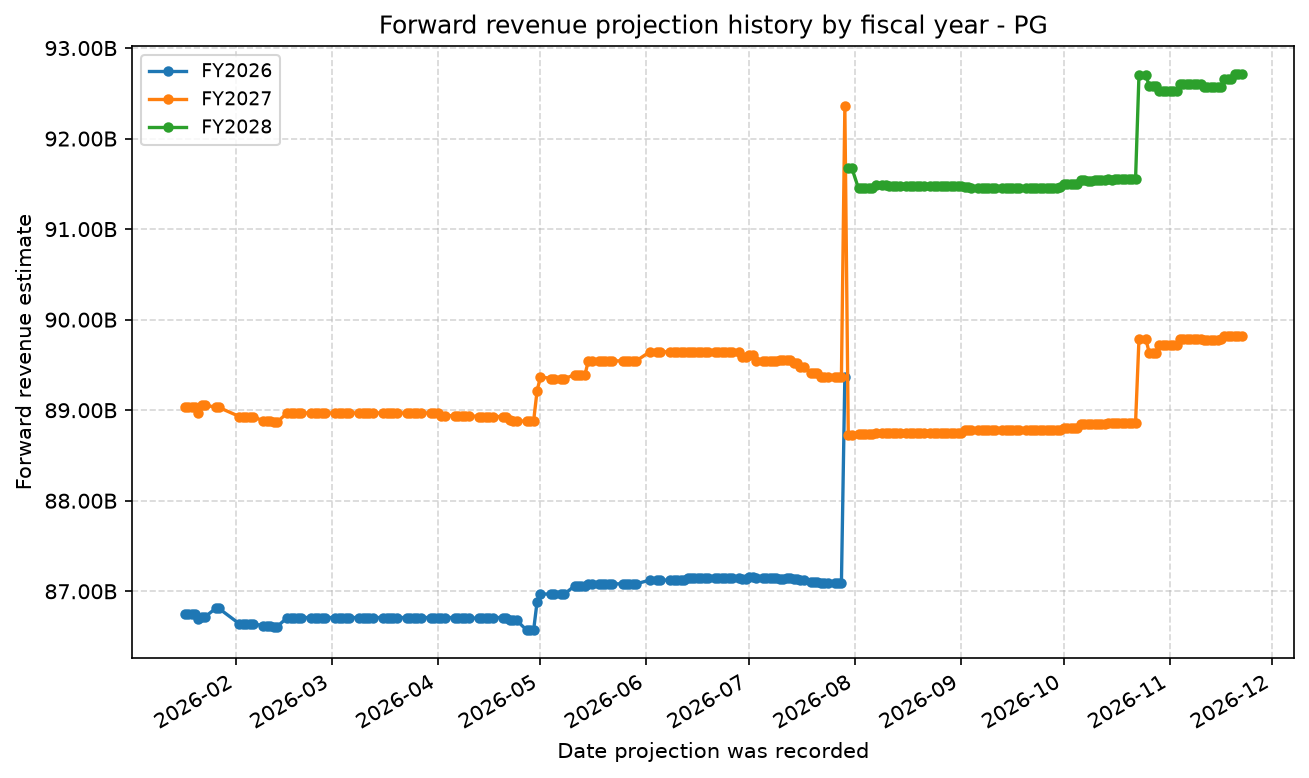 Forward revenue projection history by fiscal year - PG
93.00B
92.00B
91.00B
90.00B
89.00B
88.00B
87.00B
Forward revenue estimate
FY2026
FY2027
FY2028
2026-02
2026-03
2026-04
2026-05
2026-06
2026-07
2026-08
2026-09
2026-10
2026-11
2026-12
Date projection was recorded